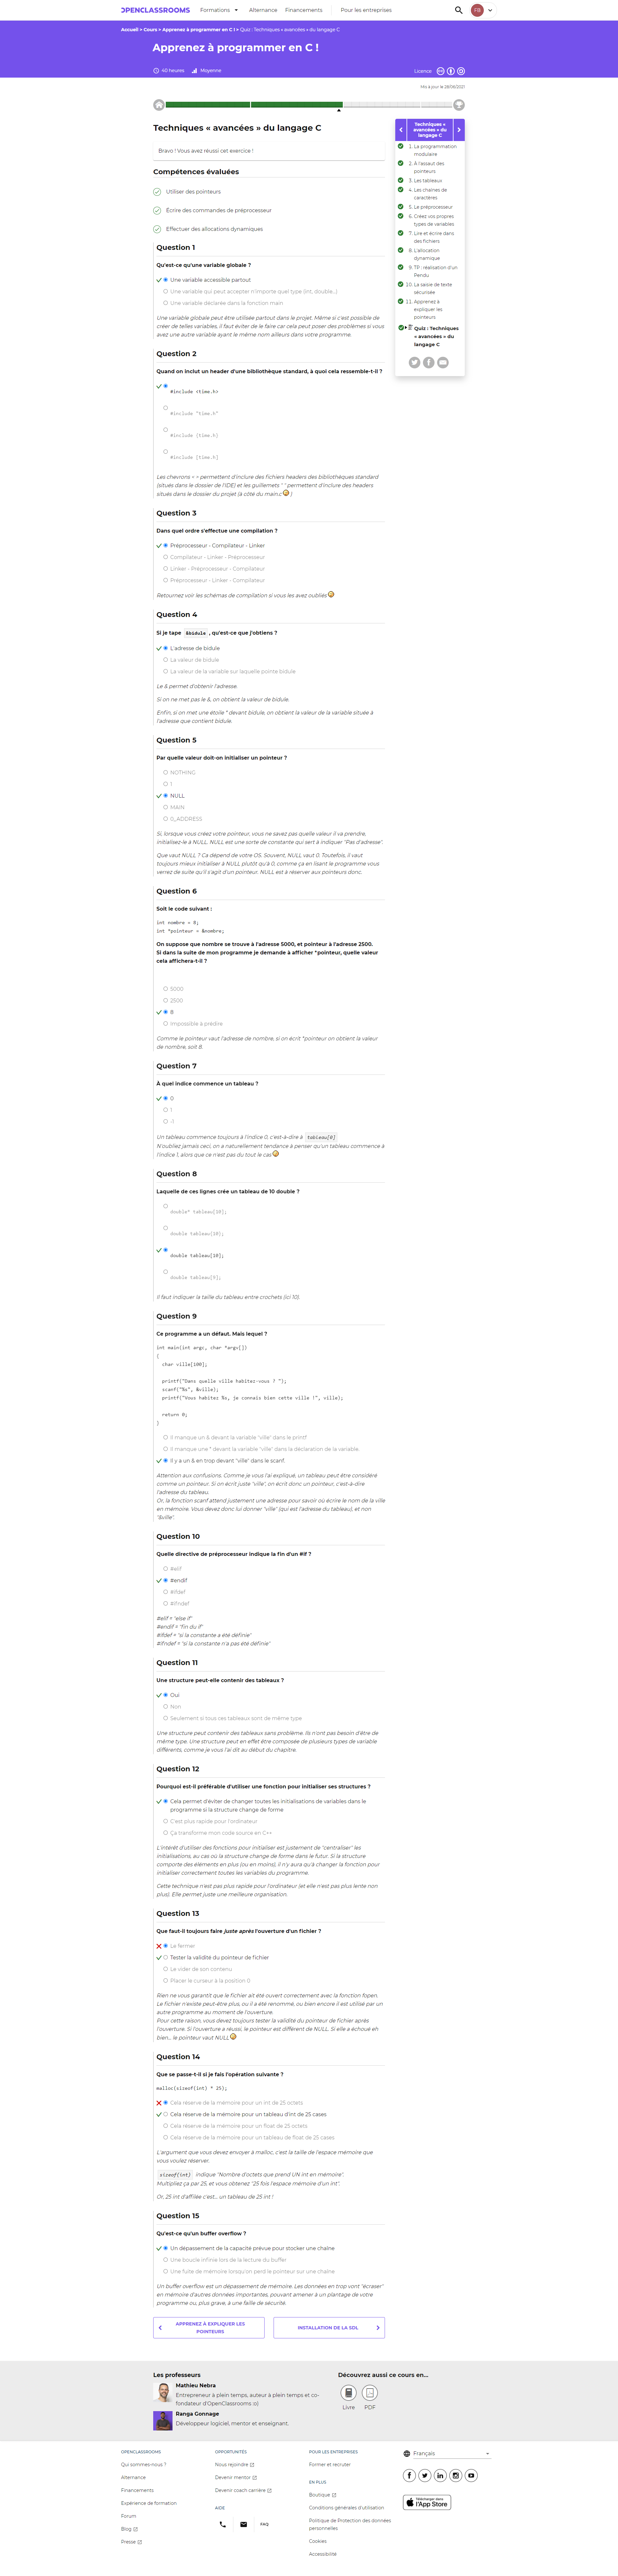 OPENCLASSROOMS
Formations
Alternance
Financements
Pour les entreprises
FB
Accueil > Cours > Apprenez à programmer en C ! > Quiz : Techniques « avancées » du langage C
Apprenez à programmer en C !
40 heures
Moyenne
Licence
Mis à jour le 28/06/2021
Techniques « avancées » du langage C
Bravo ! Vous avez réussi cet exercice !
Compétences évaluées
Utiliser des pointeurs
Écrire des commandes de préprocesseur
Effectuer des allocations dynamiques
Question 1
Qu'est-ce qu'une variable globale ?
Une variable accessible partout
Une variable qui peut accepter n'importe quel type (int, double...)
Une variable déclarée dans la fonction main
Une variable globale peut être utilisée partout dans le projet. Même si c'est possible de
créer de telles variables, il faut éviter de le faire car cela peut poser des problèmes si vous
avez une autre variable ayant le même nom ailleurs dans votre programme.
Question 2
Quand on inclut un header d'une bibliothèque standard, à quoi cela ressemble-t-il ?
#include <time.h>
#include "time.h"
#include (time.h)
#include [time.h]
Les chevrons < > permettent d'inclure des fichiers headers des bibliothèques standard
(situés dans le dossier de l'IDE) et les guillemets " " permettent d'inclure des headers
situés dans le dossier du projet (à côté du main.c )
Question 3
Dans quel ordre s'effectue une compilation ?
Préprocesseur - Compilateur - Linker
Compilateur - Linker - Préprocesseur
Linker - Préprocesseur - Compilateur
Préprocesseur - Linker - Compilateur
Retournez voir les schémas de compilation si vous les avez oubliés
Question 4
Si je tape &bidule , qu'est-ce que j'obtiens ?
L'adresse de bidule
La valeur de bidule
La valeur de la variable sur laquelle pointe bidule
Le & permet d'obtenir l'adresse.
Si on ne met pas le &, on obtient la valeur de bidule.
Enfin, si on met une étoile * devant bidule, on obtient la valeur de la variable située à
l'adresse que contient bidule.
Question 5
Par quelle valeur doit-on initialiser un pointeur ?
NOTHING
1
NULL
MAIN
0_ADDRESS
Si, lorsque vous créez votre pointeur, vous ne savez pas quelle valeur il va prendre,
initialisez-le à NULL. NULL est une sorte de constante qui sert à indiquer "Pas d'adresse".
Que vaut NULL ? Ca dépend de votre OS. Souvent, NULL vaut 0. Toutefois, il vaut
toujours mieux initialiser à NULL plutôt qu'à 0, comme ça en lisant le programme vous
verrez de suite qu'il s'agit d'un pointeur. NULL est à réserver aux pointeurs donc.
Question 6
Soit le code suivant :
int nombre = 8;
int *pointeur = &nombre;
On suppose que nombre se trouve à l'adresse 5000, et pointeur à l'adresse 2500.
Si dans la suite de mon programme je demande à afficher *pointeur, quelle valeur
cela affichera-t-il ?
5000
2500
8
Impossible à prédire
Comme le pointeur vaut l'adresse de nombre, si on écrit *pointeur on obtient la valeur
de nombre, soit 8.
Question 7
À quel indice commence un tableau ?
0
1
-1
Un tableau commence toujours à l'indice 0, c'est-à-dire à tableau[0]
N'oubliez jamais ceci, on a naturellement tendance à penser qu'un tableau commence à
l'indice 1, alors que ce n'est pas du tout le cas
Question 8
Laquelle de ces lignes crée un tableau de 10 double ?
double* tableau[10];
double tableau(10);
double tableau[10];
double tableau[9];
Il faut indiquer la taille du tableau entre crochets (ici 10).
Question 9
Ce programme a un défaut. Mais lequel ?
int main(int argc, char *argv[])
{
char ville[100];
printf("Dans quelle ville habitez-vous ? ");
scanf("%s", &ville);
printf("Vous habitez %s, je connais bien cette ville !", ville);
return 0;
}
Il manque un & devant la variable "ville" dans le printf
Il manque une * devant la variable "ville" dans la déclaration de la variable.
Il y a un & en trop devant "ville" dans le scanf.
Attention aux confusions. Comme je vous l'ai expliqué, un tableau peut être considéré
comme un pointeur. Si on écrit juste "ville", on écrit donc un pointeur, c'est-à-dire
l'adresse du tableau.
Or, la fonction scanf attend justement une adresse pour savoir où écrire le nom de la ville
en mémoire. Vous devez donc lui donner "ville" (qui est l'adresse du tableau), et non
"&ville".
Question 10
Quelle directive de préprocesseur indique la fin d'un #if ?
#elif
#endif
#ifdef
#ifndef
#elif = "else if"
#endif = "fin du if"
#ifdef = "si la constante a été définie"
#ifndef = "si la constante n'a pas été définie"
Question 11
Une structure peut-elle contenir des tableaux ?
Oui
Non
Seulement si tous ces tableaux sont de même type
Une structure peut contenir des tableaux sans problème. Ils n'ont pas besoin d'être de
même type. Une structure peut en effet être composée de plusieurs types de variables
différents, comme je vous l'ai dit au début du chapitre.
Question 12
Pourquoi est-il préférable d'utiliser une fonction pour initialiser ses structures ?
Cela permet d'éviter de changer toutes les initialisations de variables dans le
programme si la structure change de forme
C'est plus rapide pour l'ordinateur
Ça transforme mon code source en C++
L'intérêt d'utiliser des fonctions pour initialiser est justement de "centraliser" les
initialisations, au cas où la structure change de forme dans le futur. Si la structure
comporte des éléments en plus (ou en moins), il n'y aura qu'à changer la fonction pour
initialiser correctement toutes les variables du programme.
Cette technique n'est pas plus rapide pour l'ordinateur (et elle n'est pas plus lente non
plus). Elle permet juste une meilleure organisation.
Question 13
Que faut-il toujours faire juste après l'ouverture d'un fichier ?
Le fermer
Tester la validité du pointeur de fichier
Le vider de son contenu
Placer le curseur à la position 0
Rien ne vous garantit que le fichier ait été ouvert correctement avec la fonction fopen.
Le fichier n'existe peut-être plus, ou il a été renommé, ou bien encore il est utilisé par un
autre programme au moment de l'ouverture.
Pour cette raison, vous devez toujours tester la validité du pointeur de fichier après
l'ouverture. Si l'ouverture a réussi, le pointeur est différent de NULL. Si elle a échoué eh
bien... le pointeur vaut NULL
Question 14
Que se passe-t-il si je fais l'opération suivante ?
malloc(sizeof(int) * 25);
Cela réserve de la mémoire pour un int de 25 octets
Cela réserve de la mémoire pour un tableau d'int de 25 cases
Cela réserve de la mémoire pour un float de 25 octets
Cela réserve de la mémoire pour un tableau de float de 25 cases
L'argument que vous devez envoyer à malloc, c'est la taille de l'espace mémoire que
vous voulez réserver.
sizeof(int) indique "Nombre d'octets que prend UN int en mémoire".
Multipliez ça par 25, et vous obtenez "25 fois l'espace mémoire d'un int".
Or, 25 int d'affilée c'est... un tableau de 25 int !
Question 15
Qu'est-ce qu'un buffer overflow ?
Un dépassement de la capacité prévue pour stocker une chaîne
Une boucle infinie lors de la lecture du buffer
Une fuite de mémoire lorsqu'on perd le pointeur sur une chaîne
Un buffer overflow est un dépassement de mémoire. Les données en trop vont "écraser"
en mémoire d'autres données importantes, pouvant amener à un plantage de votre
programme ou, plus grave, à une faille de sécurité.
APPRENEZ À EXPLIQUER LES
POINTEURS
INSTALLATION DE LA SDL
Techniques «
avancées » du
langage C
1. La programmation
modulaire
2. À l'assaut des
pointeurs
3. Les tableaux
4. Les chaînes de
caractères
5. Le préprocesseur
6. Créez vos propres
types de variables
7. Lire et écrire dans
des fichiers
8. L'allocation
dynamique
9. TP : réalisation d'un
Pendu
10. La saisie de texte
sécurisée
11. Apprenez à
expliquer les
pointeurs
Quiz : Techniques
« avancées » du
langage C
Les professeurs
Mathieu Nebra
Entrepreneur à plein temps, auteur à plein temps et co-
fondateur d'OpenClassrooms :o)
Ranga Gonnage
Développeur logiciel, mentor et enseignant.
Découvrez aussi ce cours en...
Livre
PDF
OPENCLASSROOMS
Qui sommes-nous ?
Alternance
Financements
Expérience de formation
Forum
Blog
Presse
OPPORTUNITÉS
Nous rejoindre
Devenir mentor
Devenir coach carrière
AIDE
FAQ
POUR LES ENTREPRISES
Former et recruter
EN PLUS
Boutique
Conditions générales d'utilisation
Politique de Protection des données
personnelles
Cookies
Accessibilité
Français
Télécharger dans
l'App Store